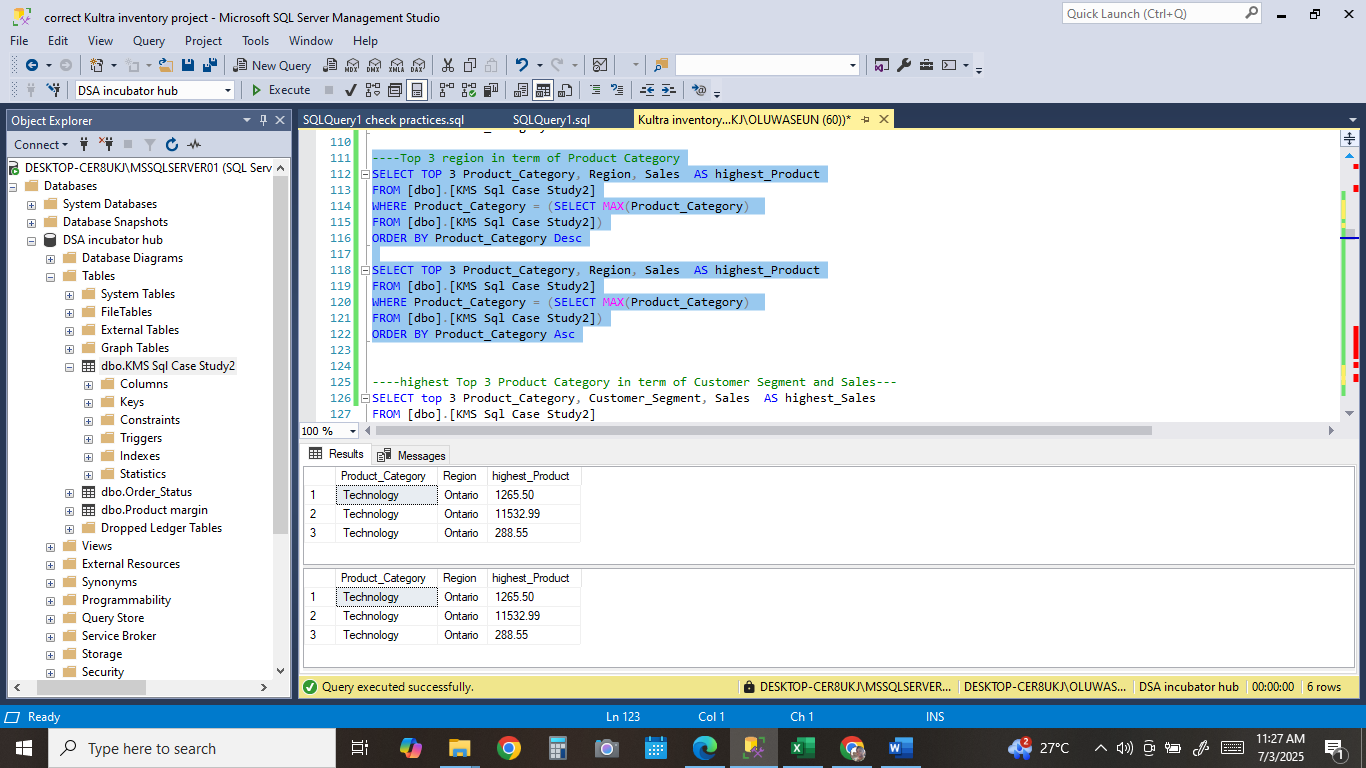 correct Kultra inventory project - Microsoft SQL Server Management Studio
Quick Launch (Ctrl+Q)
File Edit View Query Project Tools Window Help
New Query MDX DMX XMLA DAX
DSA incubator hub Execute
Object Explorer
SQLQuery1 check practices.sql SQLQuery1.sql Kultra inventory...KJ\OLUWASEUN (60))*
Connect
DESKTOP-CER8UKJ\MSSQLSERVER01 (SQL Serv
Databases
System Databases
Database Snapshots
DSA incubator hub
Database Diagrams
Tables
System Tables
FileTables
External Tables
Graph Tables
dbo.KMS Sql Case Study2
Columns
Keys
Constraints
Triggers
Indexes
Statistics
dbo.Order_Status
dbo.Product margin
Dropped Ledger Tables
Views
External Resources
Synonyms
Programmability
Query Store
Service Broker
Storage
Security
110
111 ----Top 3 region in term of Product Category
112 SELECT TOP 3 Product_Category, Region, Sales AS highest_Product
113 FROM [dbo].[KMS Sql Case Study2]
114 WHERE Product_Category = (SELECT MAX(Product_Category)
115 FROM [dbo].[KMS Sql Case Study2])
116 ORDER BY Product_Category Desc
117
118 SELECT TOP 3 Product_Category, Region, Sales AS highest_Product
119 FROM [dbo].[KMS Sql Case Study2]
120 WHERE Product_Category = (SELECT MAX(Product_Category)
121 FROM [dbo].[KMS Sql Case Study2])
122 ORDER BY Product_Category Asc
123
124
125 ----highest Top 3 Product Category in term of Customer Segment and Sales---
126 SELECT top 3 Product_Category, Customer_Segment, Sales AS highest_Sales
127 FROM [dbo].[KMS Sql Case Study2]
100 %
Results Messages
Product_Category Region highest_Product
1 Technology Ontario 1265.50
2 Technology Ontario 11532.99
3 Technology Ontario 288.55
Product_Category Region highest_Product
1 Technology Ontario 1265.50
2 Technology Ontario 11532.99
3 Technology Ontario 288.55
Query executed successfully. DESKTOP-CER8UKJ\MSSQLSERVER... DESKTOP-CER8UKJ\OLUWAS... DSA incubator hub 00:00:00 6 rows
Ready Ln 123 Col 1 Ch 1 INS
Type here to search 2 27°C 11:27 AM
7/3/2025 1